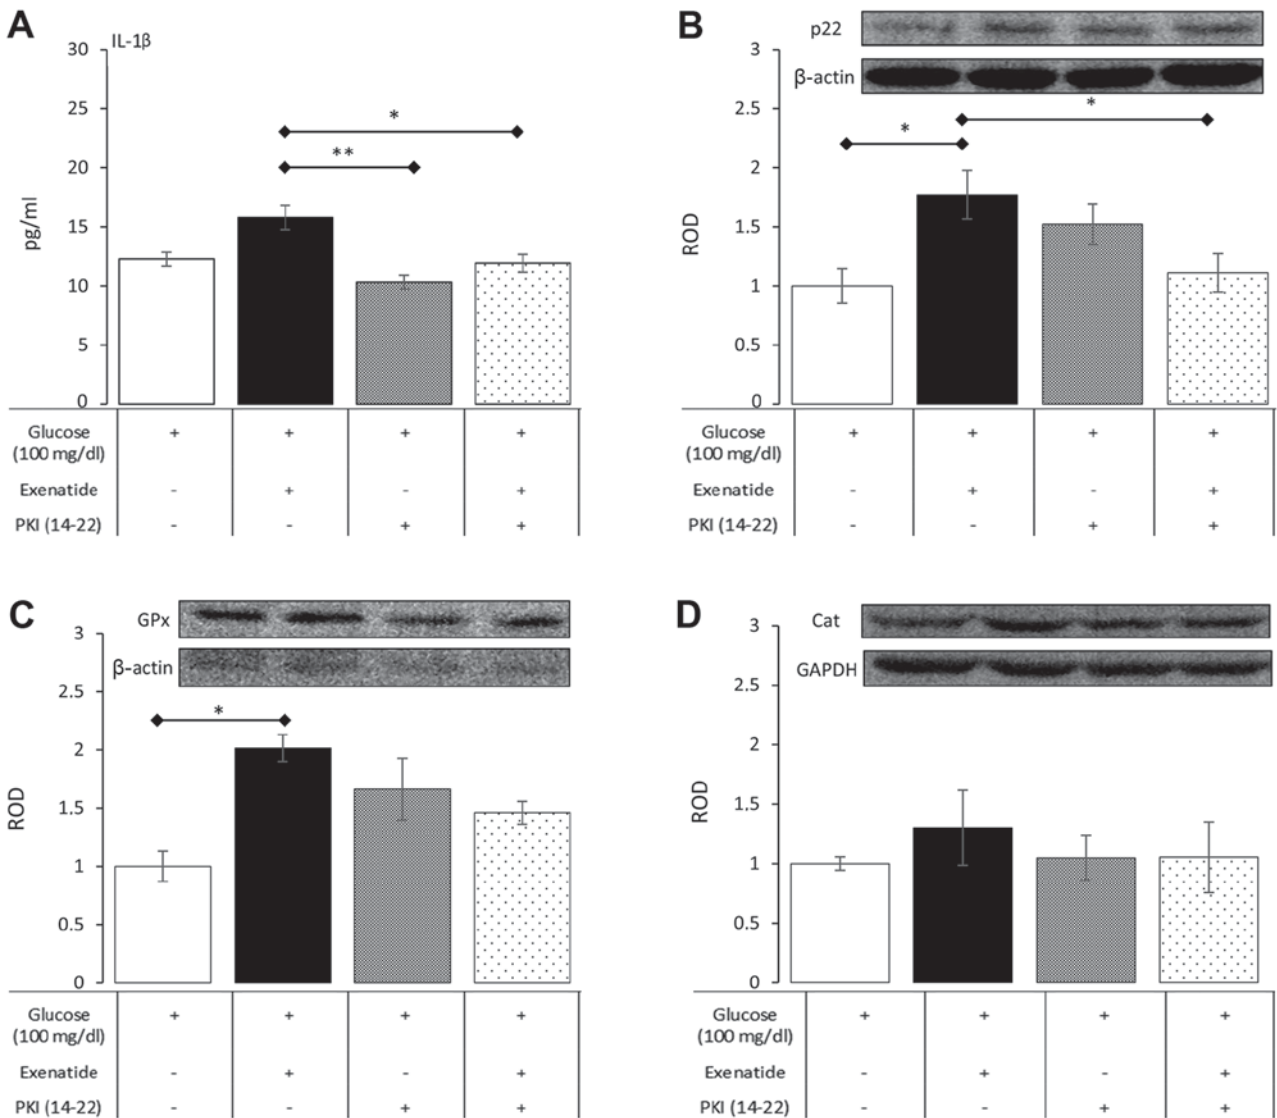 A
IL-1β
30
25
20
15
10
5
0
pg/ml
*
**
Glucose + + + +
(100 mg/dl)
Exenatide - + - +
PKI (14-22) - - + +
B
p22
β-actin
3
2.5
2
1.5
1
0.5
0
ROD
*
*
Glucose + + + +
(100 mg/dl)
Exenatide - + - +
PKI (14-22) - - + +
C
GPx
β-actin
3
2.5
2
1.5
1
0.5
0
ROD
*
Glucose + + + +
(100 mg/dl)
Exenatide - + - +
PKI (14-22) - - + +
D
Cat
GAPDH
3
2.5
2
1.5
1
0.5
0
ROD
Glucose + + + +
(100 mg/dl)
Exenatide - + - +
PKI (14-22) - - + +